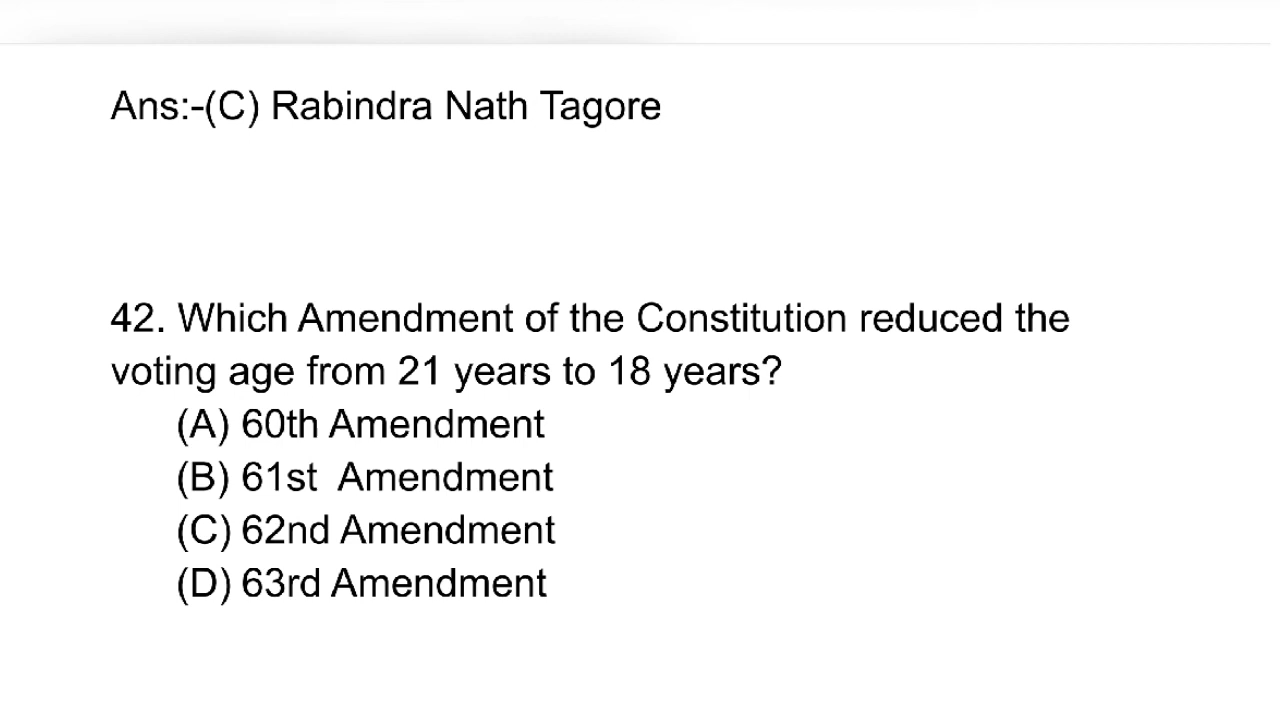 Ans:-(C) Rabindra Nath Tagore
42. Which Amendment of the Constitution reduced the
voting age from 21 years to 18 years?
(A) 60th Amendment
(B) 61st  Amendment
(C) 62nd Amendment
(D) 63rd Amendment